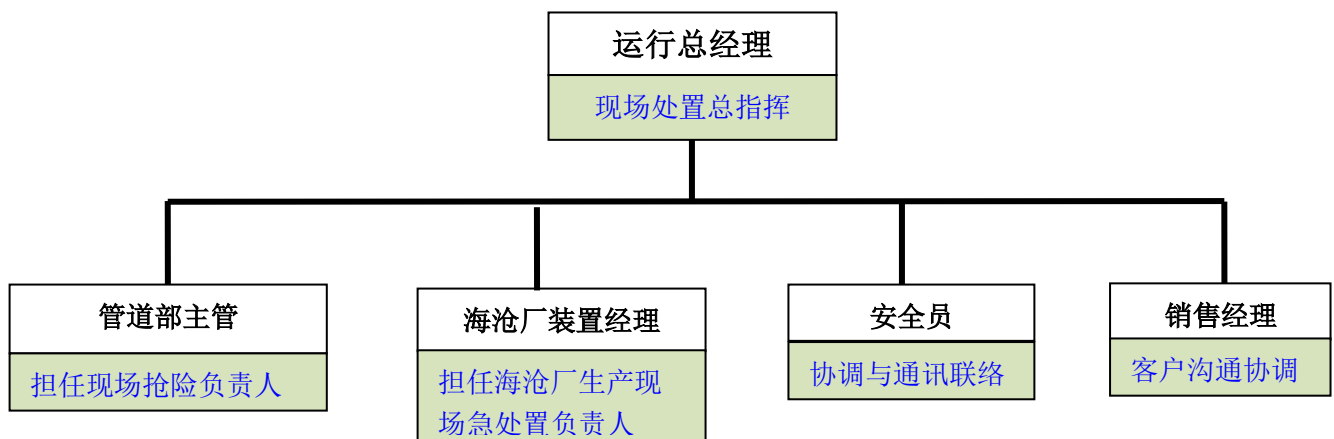 运行总经理
现场处置总指挥
管道部主管
担任现场抢险负责人
海沧厂装置经理
担任海沧厂生产现
场急处置负责人
安全员
协调与通讯联络
销售经理
客户沟通协调